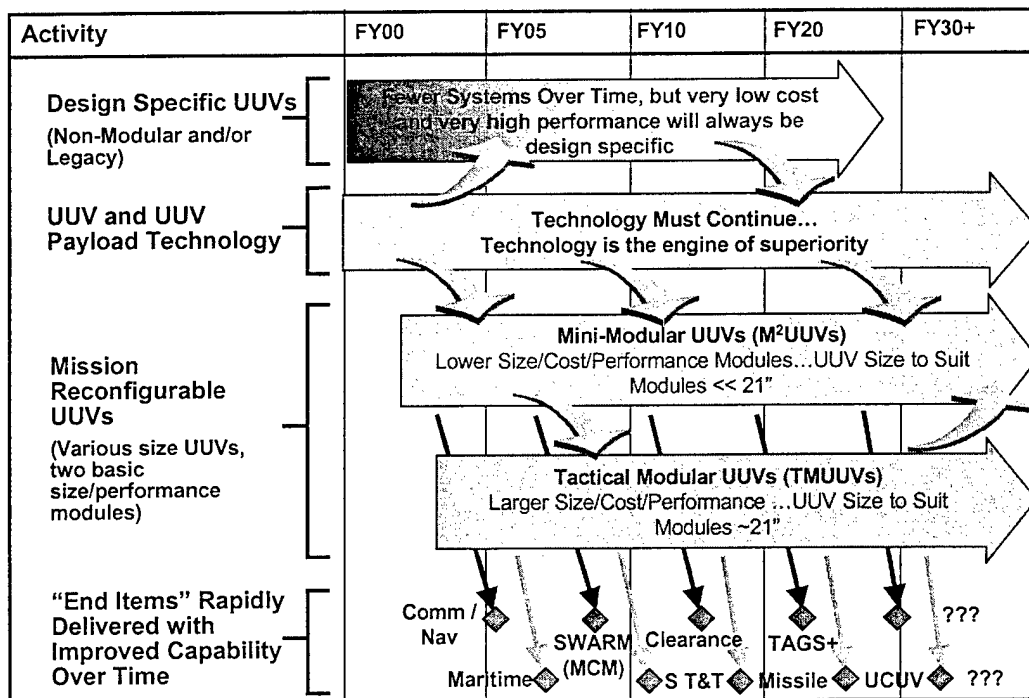 Activity
FY00 FY05 FY10 FY20 FY30+
Design Specific UUVs
(Non-Modular and/or
Legacy)
Fewer Systems Over Time, but very low cost
and very high performance will always be
design specific
UUV and UUV
Payload Technology
Technology Must Continue…
Technology is the engine of superiority
Mission
Reconfigurable
UUVs
(Various size UUVs,
two basic
size/performance
modules)
Mini-Modular UUVs (M²UUVs)
Lower Size/Cost/Performance Modules…UUV Size to Suit
Modules << 21"
Tactical Modular UUVs (TMUUVs)
Larger Size/Cost/Performance …UUV Size to Suit
Modules ~21"
“End Items” Rapidly
Delivered with
Improved Capability
Over Time
Comm /
Nav
SWARM
(MCM)
Clearance
TAGS+
???
Maritime
S T&T
Missile
UCUV
???